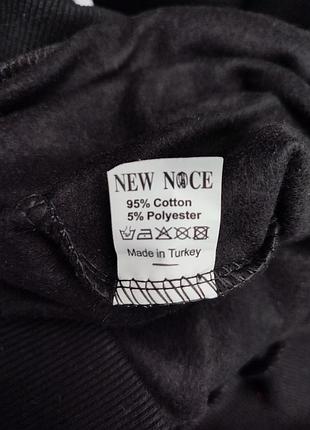 NEW NOCE
95% Cotton
5% Polyester
Made in Turkey